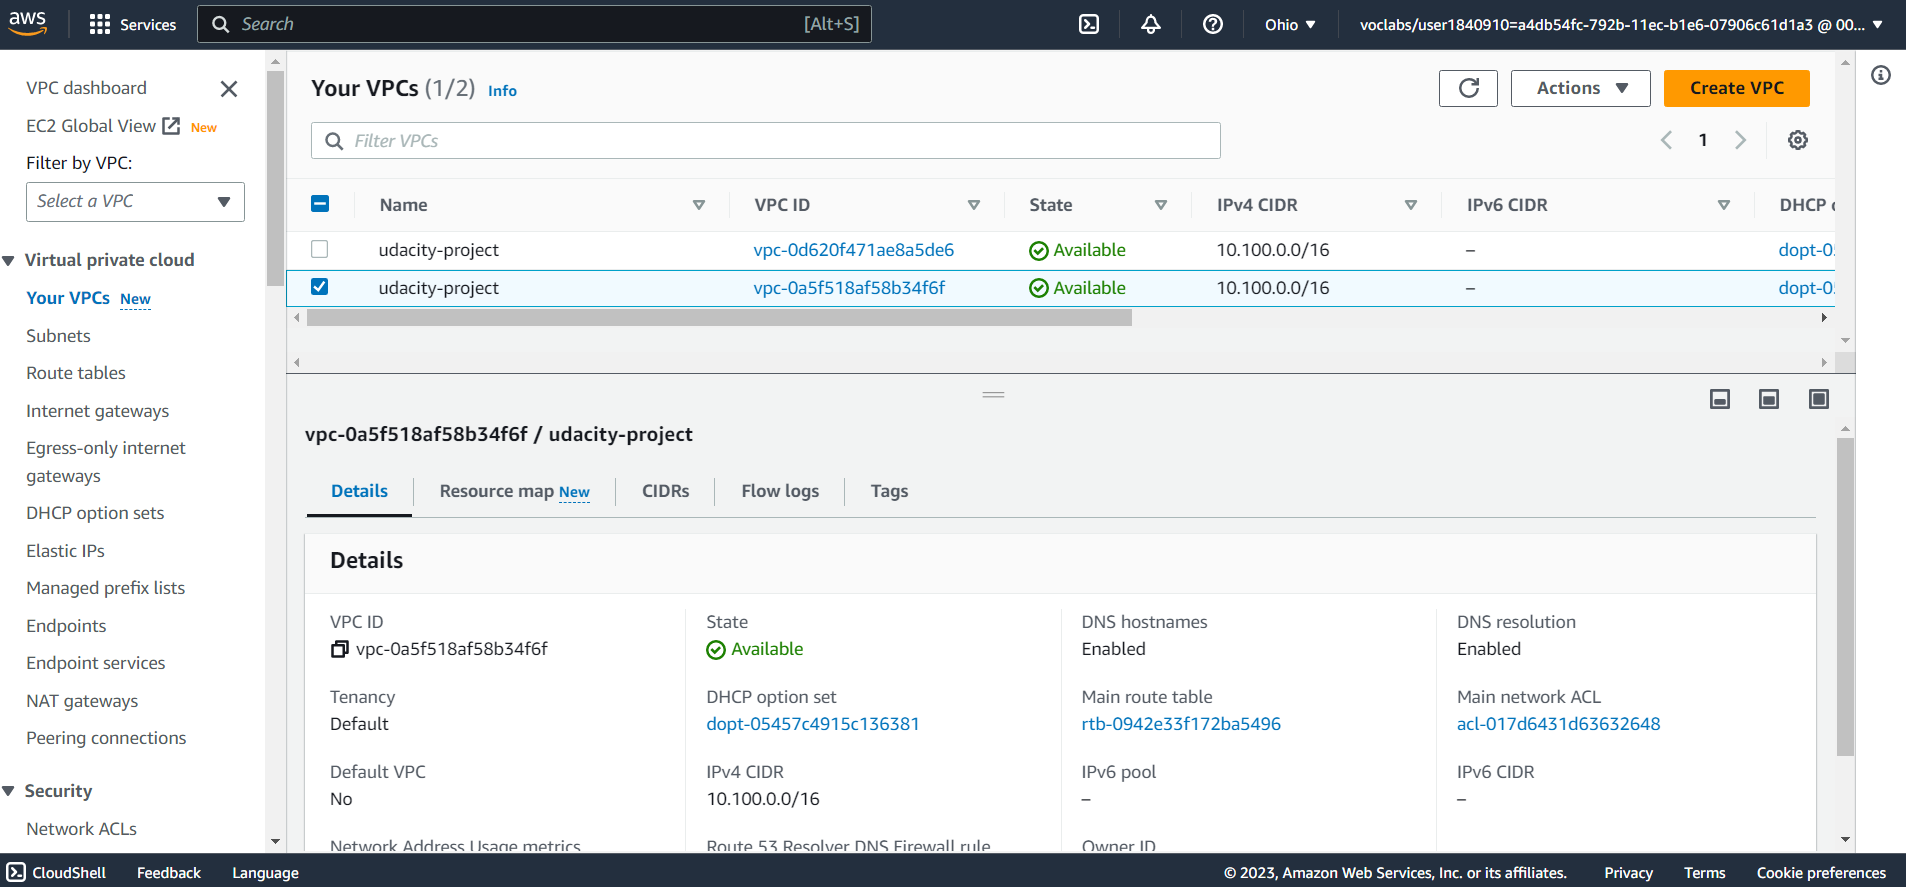 aws
Services
Search
[Alt+S]
Ohio
voclabs/user1840910=a4db54fc-792b-11ec-b1e6-07906c61d1a3 @ 00...
VPC dashboard
EC2 Global View New
Filter by VPC:
Select a VPC
Virtual private cloud
Your VPCs New
Subnets
Route tables
Internet gateways
Egress-only internet
gateways
DHCP option sets
Elastic IPs
Managed prefix lists
Endpoints
Endpoint services
NAT gateways
Peering connections
Security
Network ACLs
Your VPCs (1/2) Info
Actions
Create VPC
Filter VPCs
1
Name VPC ID State IPv4 CIDR IPv6 CIDR DHCP
udacity-project vpc-0d620f471ae8a5de6 Available 10.100.0.0/16 – dopt-05
udacity-project vpc-0a5f518af58b34f6f Available 10.100.0.0/16 – dopt-05
vpc-0a5f518af58b34f6f / udacity-project
Details Resource map New CIDRs Flow logs Tags
Details
VPC ID
vpc-0a5f518af58b34f6f
State
Available
DNS hostnames
Enabled
DNS resolution
Enabled
Tenancy
Default
DHCP option set
dopt-05457c4915c136381
Main route table
rtb-0942e33f172ba5496
Main network ACL
acl-017d6431d63632648
Default VPC
No
IPv4 CIDR
10.100.0.0/16
IPv6 pool
–
IPv6 CIDR
–
Network Address Usage metrics
Route 53 Resolver DNS Firewall rule
Owner ID
CloudShell Feedback Language
© 2023, Amazon Web Services, Inc. or its affiliates. Privacy Terms Cookie preferences